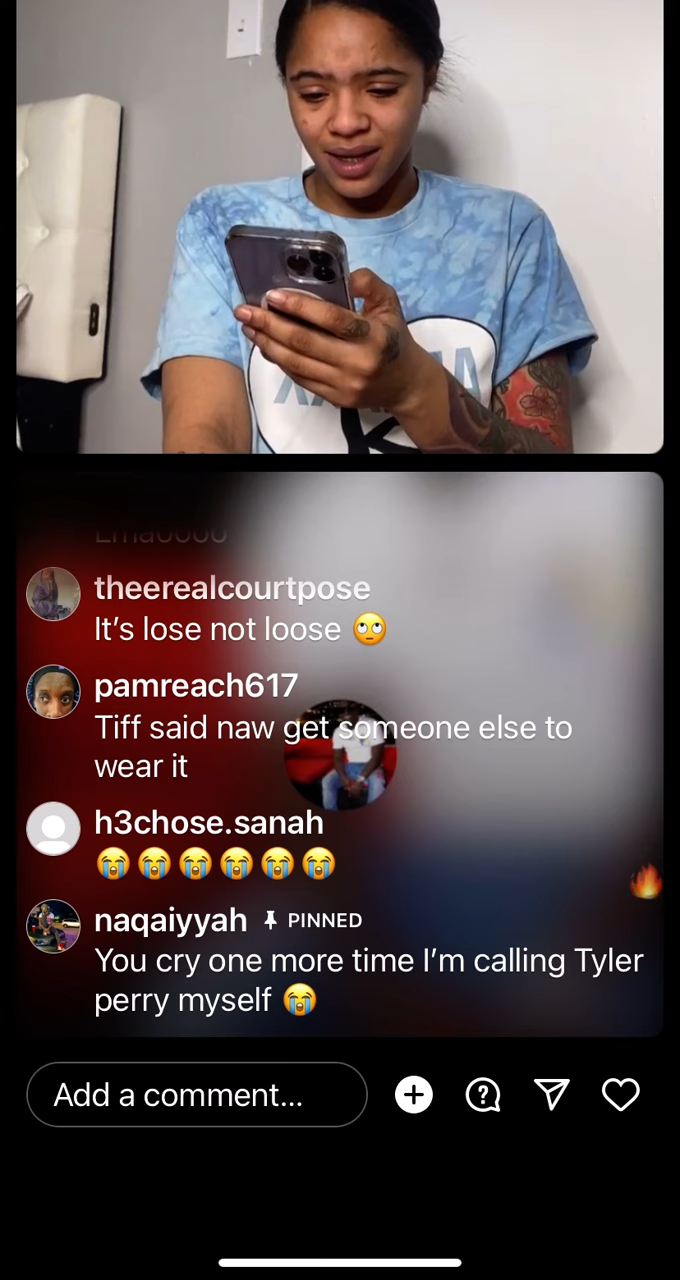 Lmaoooo
theerealcourtpose
It’s lose not loose 🙄
pamreach617
Tiff said naw get someone else to
wear it
h3chose.sanah
😭😭😭😭😭😭
naqaiyyah PINNED
You cry one more time I’m calling Tyler
perry myself 😭
Add a comment...